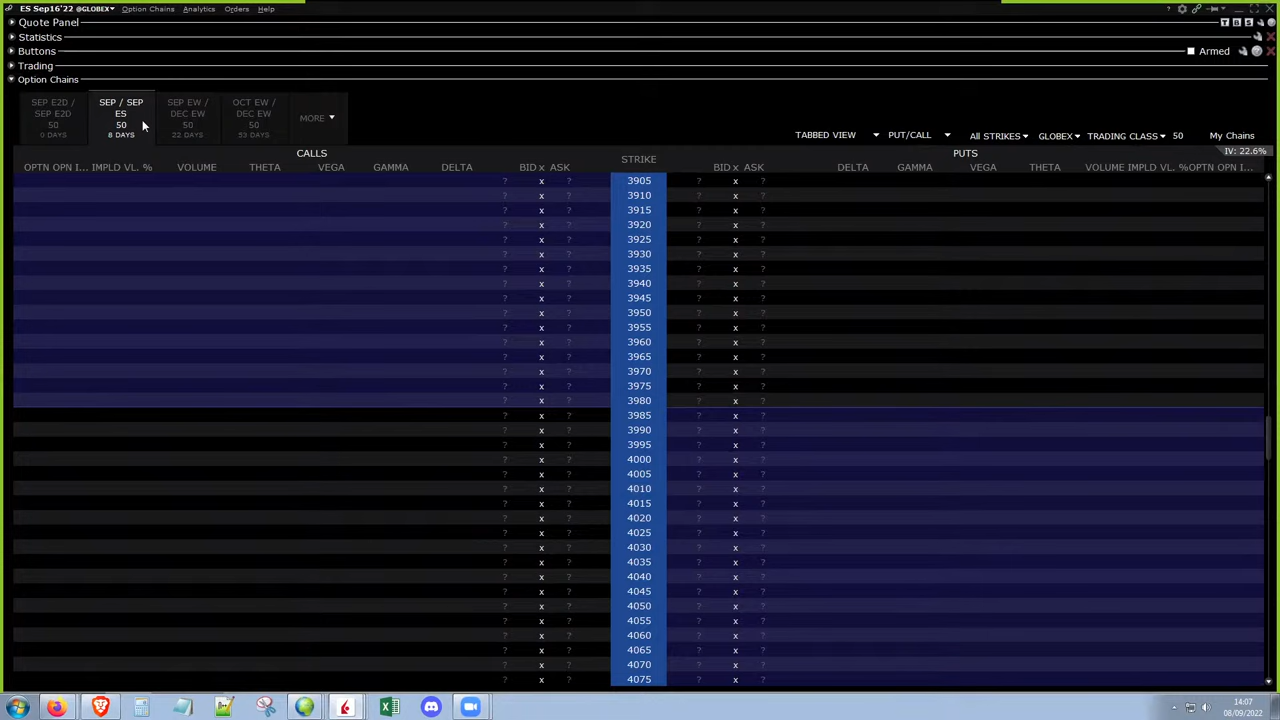 ES Sep16'22 @GLOBEX▾ Option Chains Analytics Orders Help ?
Quote Panel T B S
Statistics
Buttons Armed
Trading
Option Chains
SEP E2D / SEP / SEP SEP EW / OCT EW /
SEP E2D ES DEC EW DEC EW MORE ▼
50 50 50 50
0 DAYS 8 DAYS 22 DAYS 53 DAYS
TABBED VIEW ▾ PUT/CALL ▾ All STRIKES▾ GLOBEX▾ TRADING CLASS▾ 50 My Chains
IV: 22.6%
CALLS STRIKE PUTS
OPTN OPN I... IMPLD VL. % VOLUME THETA VEGA GAMMA DELTA BID x ASK BID x ASK DELTA GAMMA VEGA THETA VOLUME IMPLD VL. %OPTN OPN I...
? x ? 3905 ? x ?
? x ? 3910 ? x ?
? x ? 3915 ? x ?
? x ? 3920 ? x ?
? x ? 3925 ? x ?
? x ? 3930 ? x ?
? x ? 3935 ? x ?
? x ? 3940 ? x ?
? x ? 3945 ? x ?
? x ? 3950 ? x ?
? x ? 3955 ? x ?
? x ? 3960 ? x ?
? x ? 3965 ? x ?
? x ? 3970 ? x ?
? x ? 3975 ? x ?
? x ? 3980 ? x ?
? x ? 3985 ? x ?
? x ? 3990 ? x ?
? x ? 3995 ? x ?
? x ? 4000 ? x ?
? x ? 4005 ? x ?
? x ? 4010 ? x ?
? x ? 4015 ? x ?
? x ? 4020 ? x ?
? x ? 4025 ? x ?
? x ? 4030 ? x ?
? x ? 4035 ? x ?
? x ? 4040 ? x ?
? x ? 4045 ? x ?
? x ? 4050 ? x ?
? x ? 4055 ? x ?
? x ? 4060 ? x ?
? x ? 4065 ? x ?
? x ? 4070 ? x ?
? x ? 4075 ? x ?
14:07
08/09/2022